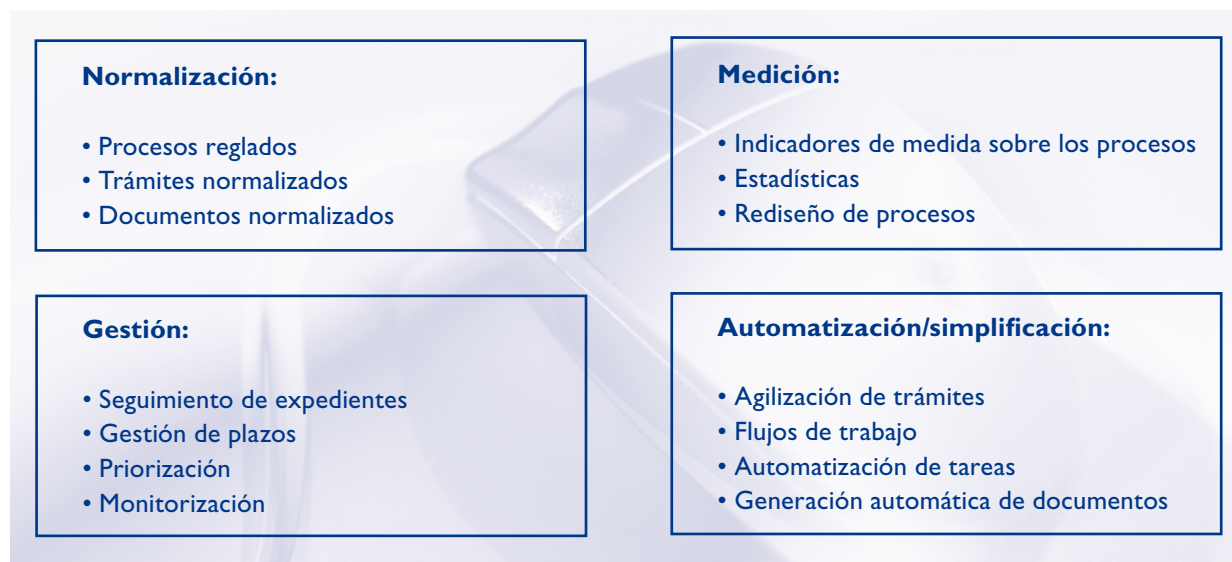 Normalización:
• Procesos reglados
• Trámites normalizados
• Documentos normalizados
Medición:
• Indicadores de medida sobre los procesos
• Estadísticas
• Rediseño de procesos
Gestión:
• Seguimiento de expedientes
• Gestión de plazos
• Priorización
• Monitorización
Automatización/simplificación:
• Agilización de trámites
• Flujos de trabajo
• Automatización de tareas
• Generación automática de documentos